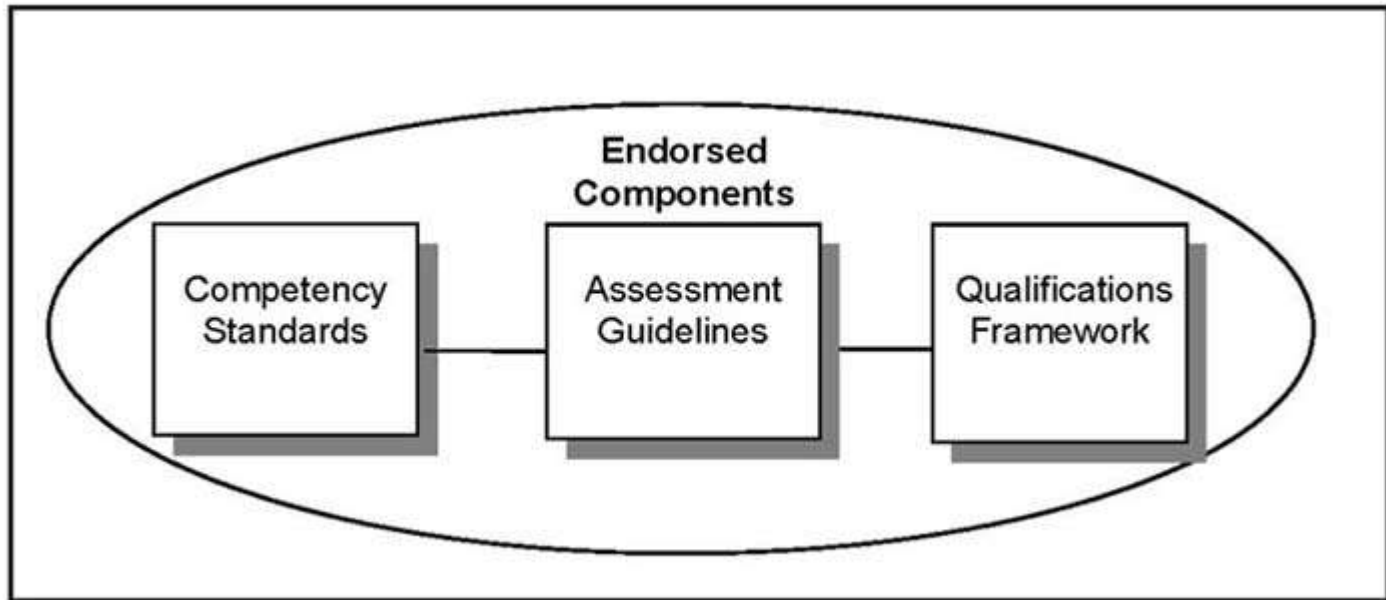 Endorsed
Components
Competency
Standards
Assessment
Guidelines
Qualifications
Framework